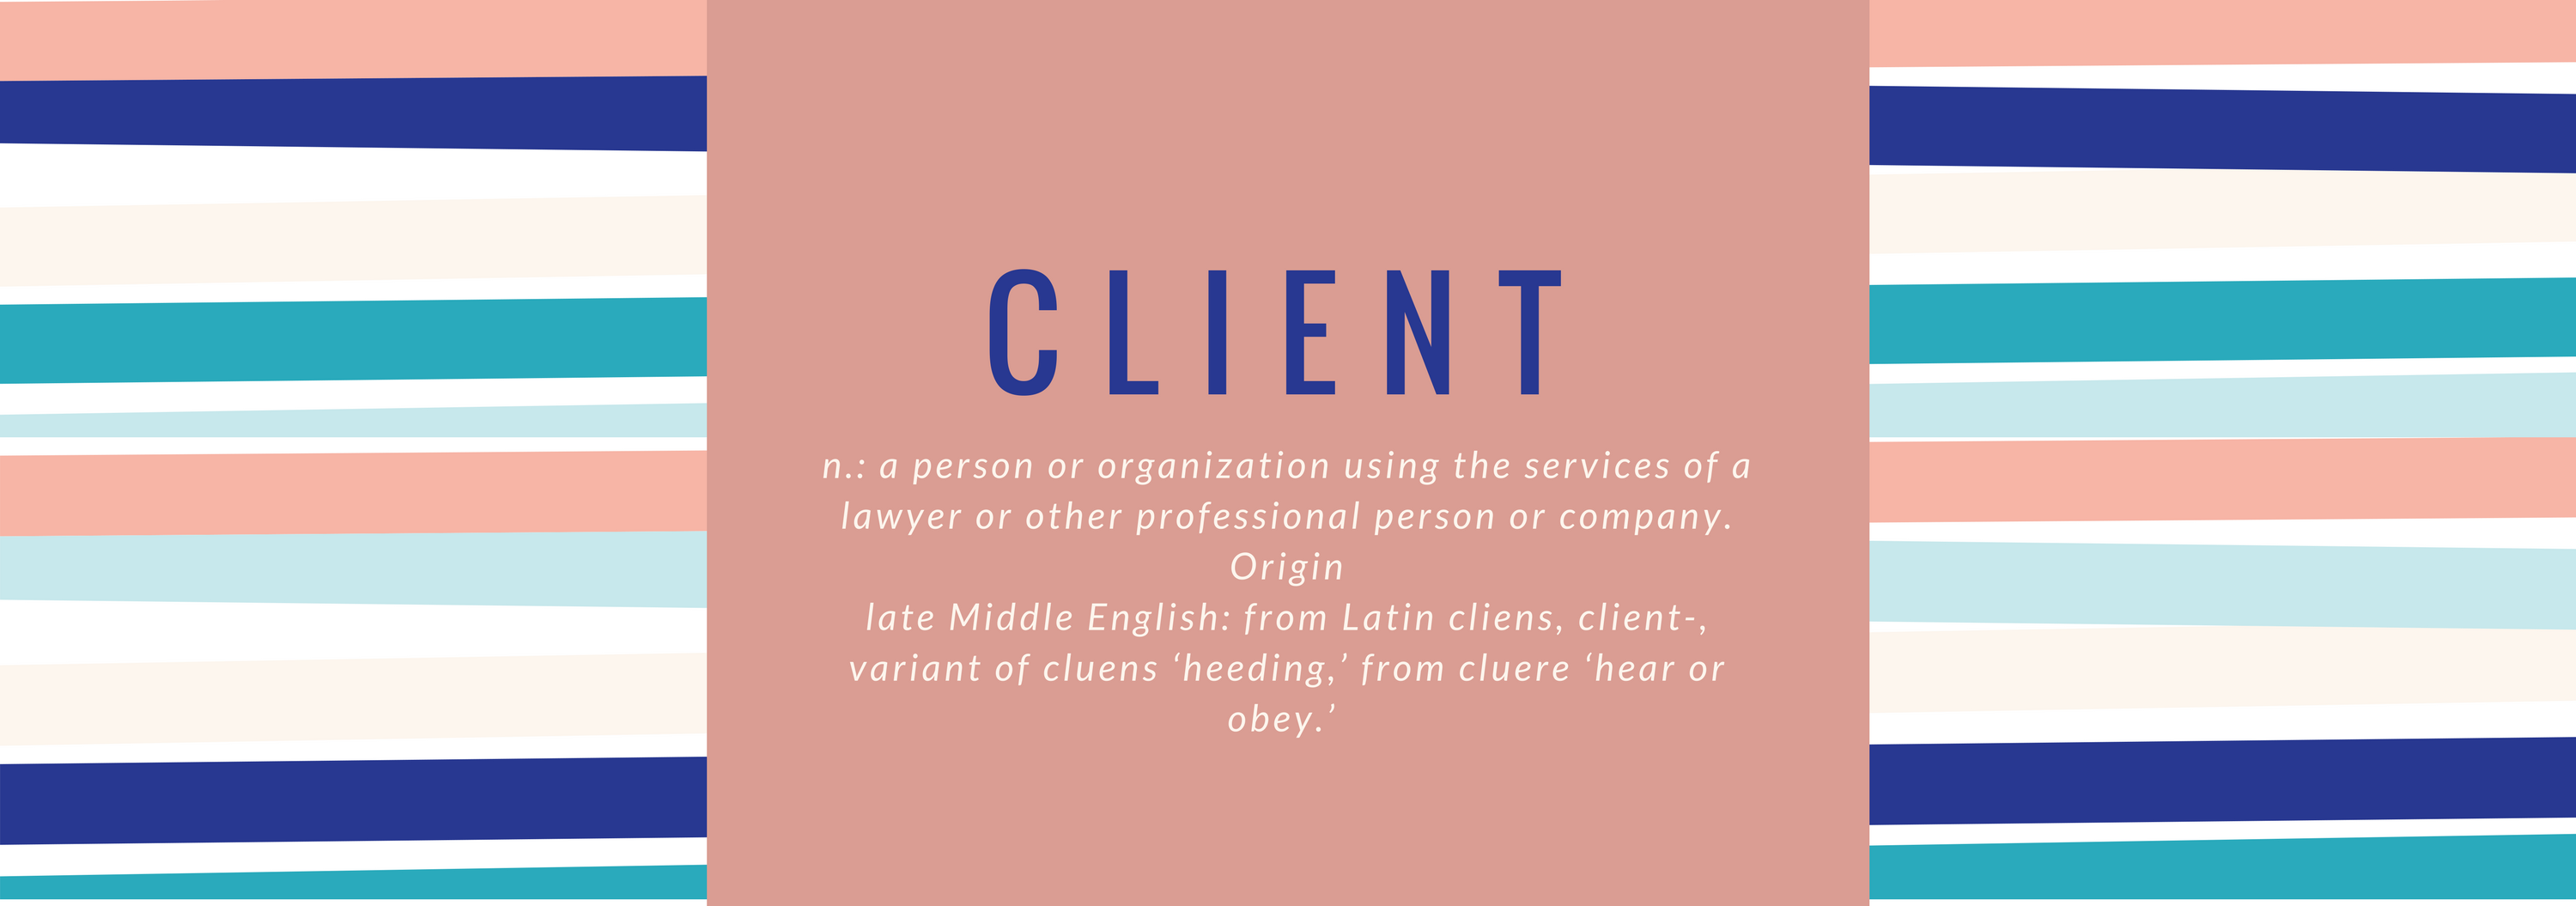 CLIENT
n.: a person or organization using the services of a
lawyer or other professional person or company.
Origin
late Middle English: from Latin cliens, client-,
variant of cluens ‘heeding,’ from cluere ‘hear or
obey.’